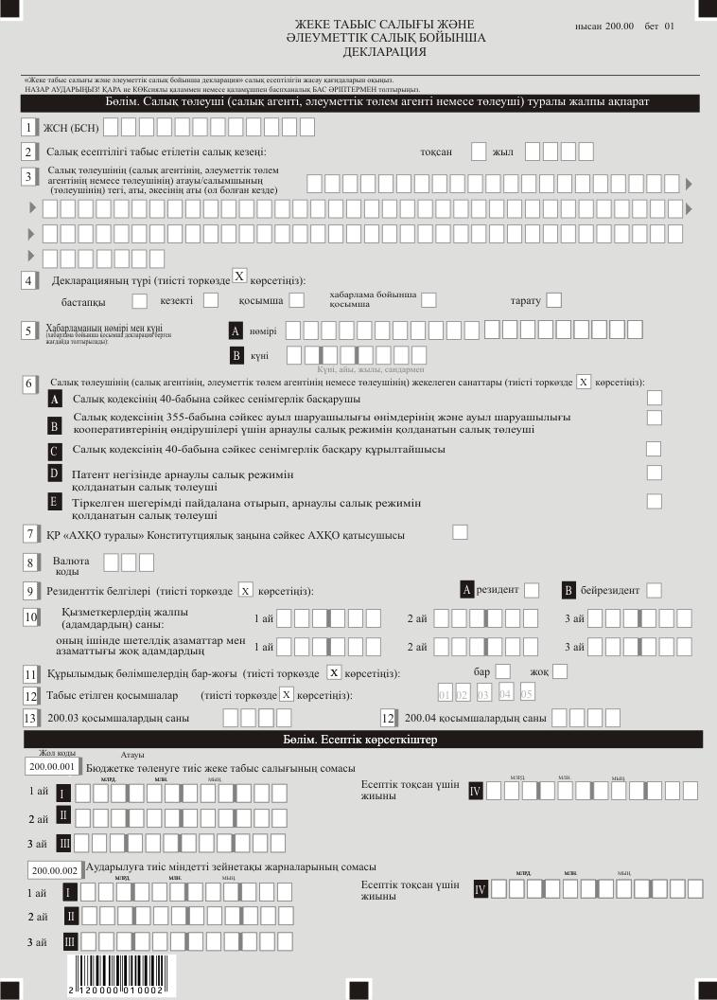 ЖЕКЕ ТАБЫС САЛЫҒЫ ЖӘНЕ
ӘЛЕУМЕТТІК САЛЫҚ БОЙЫНША
ДЕКЛАРАЦИЯ
нысан 200.00 бет 01
«Жеке табыс салығы және әлеуметтік салық бойынша декларация» салық есептілігін жасау қағидаларын оқыңыз.
НАЗАР АУДАРЫҢЫЗ! ҚАРА не КӨКсиялы қаламмен немесе қаламұшпен баспаханалық БАС ӘРІПТЕРМЕН толтырыңыз.
Бөлім. Салық төлеуші (салық агенті, әлеуметтік төлем агенті немесе төлеуші) туралы жалпы ақпарат
1 ЖСН (БСН)
2 Салық есептілігі табыс етілетін салық кезеңі: тоқсан жыл
3 Салық төлеушінің (салық агентінің, әлеуметтік төлем
агентінің немесе төлеушінің) атауы/салымшының
(төлеушінің) тегі, аты, әкесінің аты (ол болған кезде)
4 Декларацияның түрі (тиісті торкөзде X көрсетіңіз):
бастапқы кезекті қосымша хабарлама бойынша
қосымша тарату
5 Хабарламаның нөмірі мен күні
(хабарлама бойынша қосымша декларация берген
жағдайда толтырылады):
A нөмірі
B күні
Күні, айы, жылы, сандармен
6 Салық төлеушінің (салық агентінің, әлеуметтік төлем агентінің немесе төлеушінің) жекелеген санаттары (тиісті торкөзде X көрсетіңіз):
A Салық кодексінің 40-бабына сәйкес сенімгерлік басқарушы
B Салық кодексінің 355-бабына сәйкес ауыл шаруашылығы өнімдерінің және ауыл шаруашылығы
кооперативтерінің өндірушілері үшін арнаулы салық режимін қолданатын салық төлеуші
C Салық кодексінің 40-бабына сәйкес сенімгерлік басқару құрылтайшысы
D Патент негізінде арнаулы салық режимін
қолданатын салық төлеуші
E Тіркелген шегерімді пайдалана отырып, арнаулы салық режимін
қолданатын салық төлеуші
7 ҚР «АХҚО туралы» Конститутциялық заңына сәйкес АХҚО қатысушысы
8 Валюта
коды
9 Резиденттік белгілері (тиісті торкөзде X көрсетіңіз): A резидент B бейрезидент
10 Қызметкерлердің жалпы
(адамдардың) саны: 1 ай 2 ай 3 ай
оның ішінде шетелдік азаматтар мен
азаматтығы жоқ адамдардың 1 ай 2 ай 3 ай
11 Құрылымдық бөлімшелердің бар-жоғы (тиісті торкөзде X көрсетіңіз): бар жоқ
12 Табыс етілген қосымшалар (тиісті торкөзде X көрсетіңіз): 01 02 03 04 05
13 200.03 қосымшалардың саны 12 200.04 қосымшалардың саны
Бөлім. Есептік көрсеткіштер
Жол коды Атауы
200.00.001 Бюджетке төленуге тиіс жеке табыс салығының сомасы
МЛРД. МЛН. МЫҢ.
1 ай I
2 ай II
3 ай III
Есептік тоқсан үшін
жиыны IV МЛРД. МЛН. МЫҢ.
200.00.002 Аударылуға тиіс міндетті зейнетақы жарналарының сомасы
МЛРД. МЛН. МЫҢ.
1 ай I
2 ай II
3 ай III
Есептік тоқсан үшін
жиыны IV МЛРД. МЛН. МЫҢ.
2 120000 010002